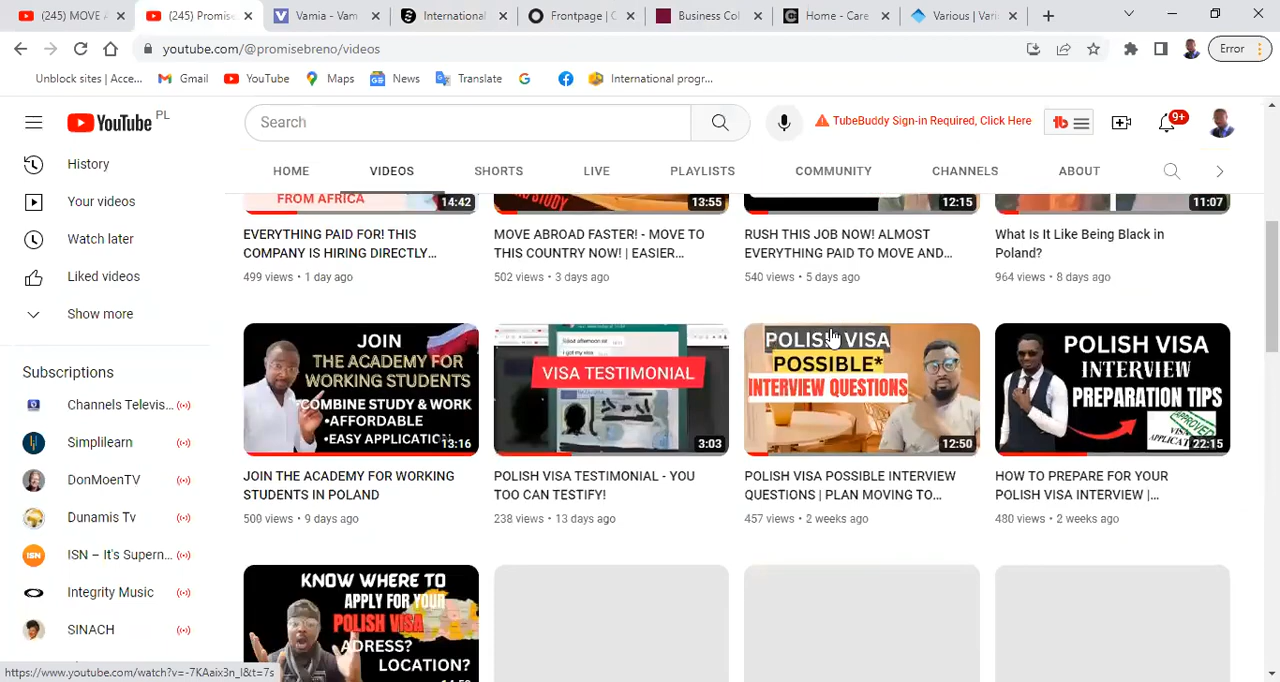 (245) MOVE A
(245) Promise
Vamia - Vam
International
Frontpage | C
Business Col
Home - Care
Various | Vari
youtube.com/@promisebreno/videos
Error
Unblock sites | Acce...
Gmail
YouTube
Maps
News
Translate
International progr...
YouTube PL
Search
TubeBuddy Sign-in Required, Click Here
tb
9+
HOME
VIDEOS
SHORTS
LIVE
PLAYLISTS
COMMUNITY
CHANNELS
ABOUT
History
Your videos
Watch later
Liked videos
Show more
Subscriptions
Channels Televis...
Simplilearn
DonMoenTV
Dunamis Tv
ISN
ISN – It's Supern...
Integrity Music
SINACH
FROM AFRICA
14:42
EVERYTHING PAID FOR! THIS
COMPANY IS HIRING DIRECTLY...
499 views • 1 day ago
STUDY
13:55
MOVE ABROAD FASTER! - MOVE TO
THIS COUNTRY NOW! | EASIER...
502 views • 3 days ago
12:15
RUSH THIS JOB NOW! ALMOST
EVERYTHING PAID TO MOVE AND...
540 views • 5 days ago
11:07
What Is It Like Being Black in
Poland?
964 views • 8 days ago
JOIN
THE ACADEMY FOR
WORKING STUDENTS
COMBINE STUDY & WORK
•AFFORDABLE
•EASY APPLICATION
13:16
JOIN THE ACADEMY FOR WORKING
STUDENTS IN POLAND
500 views • 9 days ago
I got my visa
VISA TESTIMONIAL
3:03
POLISH VISA TESTIMONIAL - YOU
TOO CAN TESTIFY!
238 views • 13 days ago
POLISH VISA
POSSIBLE*
INTERVIEW QUESTIONS
12:50
POLISH VISA POSSIBLE INTERVIEW
QUESTIONS | PLAN MOVING TO...
457 views • 2 weeks ago
POLISH VISA
INTERVIEW
PREPARATION TIPS
APPROVED
22:15
HOW TO PREPARE FOR YOUR
POLISH VISA INTERVIEW |...
480 views • 2 weeks ago
KNOW WHERE TO
APPLY FOR YOUR
POLISH VISA
ADRESS?
LOCATION?
https://www.youtube.com/watch?v=-7KAaix3n_I&t=7s